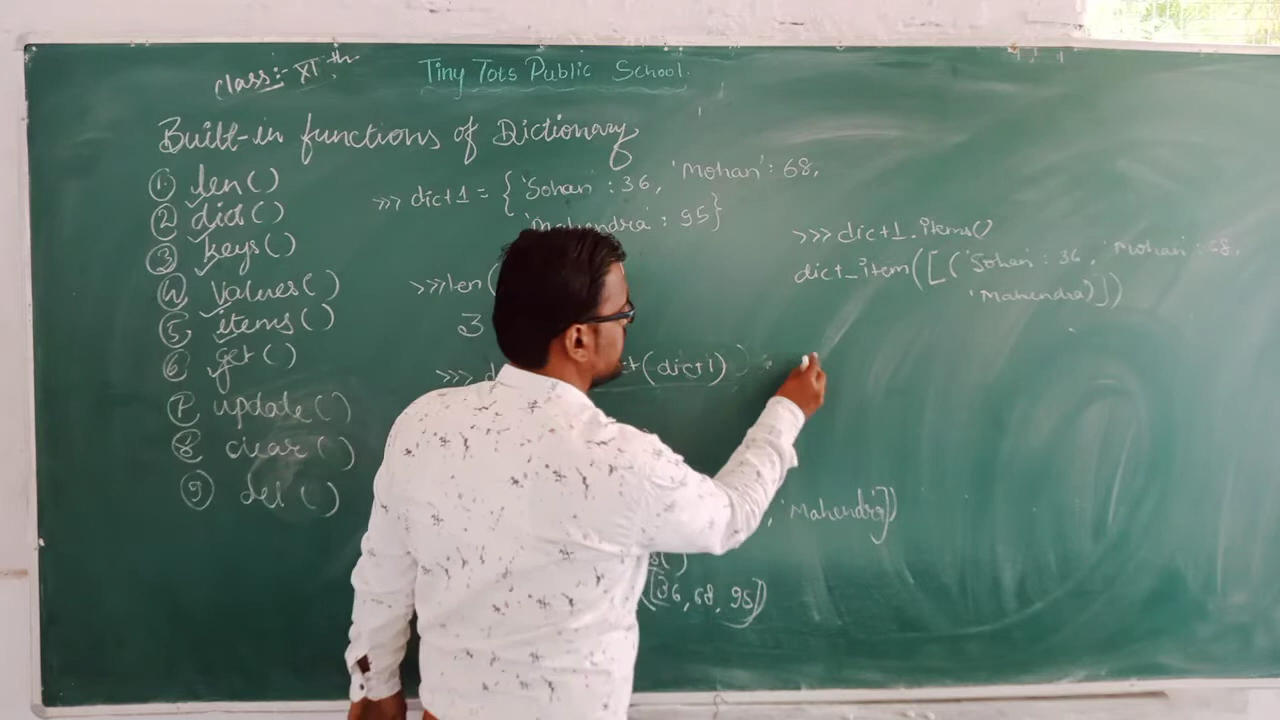 class:- XIth
Tiny Tots Public School.
Built-in functions of Dictionary
① len()
② dict()
③ keys()
④ values()
⑤ items()
⑥ get()
⑦ update()
⑧ clear()
⑨ del()
>>> dict1 = {'Sohan' : 36, 'Mohan' : 68,
'Mahendra' : 95}
>>>len(
3
>>> d
(dict1)
, 'Mahendra'])
s()
([36, 68, 95])
>>> dict1.items()
dict_item([('Sohan' : 36, 'Mohan' : 68,
'Mahendra')])